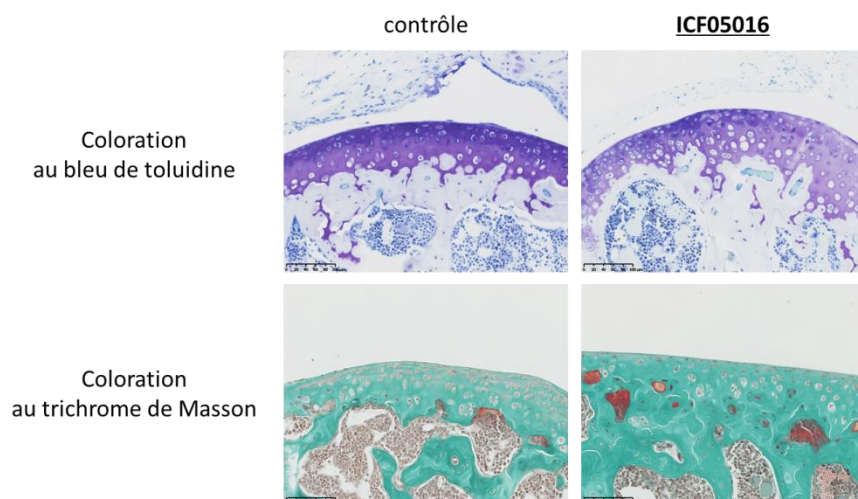 contrôle
ICF05016
Coloration
au bleu de toluidine
Coloration
au trichrome de Masson